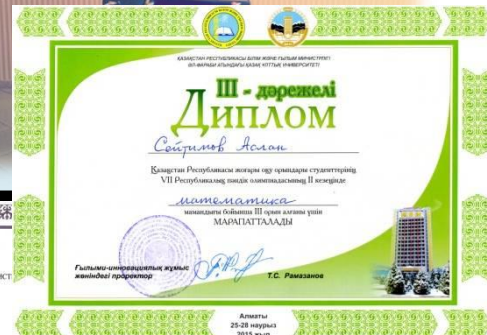 ҚАЗАҚСТАН РЕСПУБЛИКАСЫ БІЛІМ ЖӘНЕ ҒЫЛЫМ МИНИСТРЛІГІ
ӘЛ-ФАРАБИ АТЫНДАҒЫ ҚАЗАҚ ҰЛТТЫҚ УНИВЕРСИТЕТІ
III - дәрежелі
ДИПЛОМ
Сейтимов Аслан
Қазақстан Республикасы жоғары оқу орындары студенттерінің
VII Республикалық пәндік олимпиадасының II кезеңінде
математика
мамандығы бойынша III орын алғаны үшін
МАРАПАТТАЛАДЫ
Ғылыми-инновациялық жұмыс
жөніндегі проректор
Т.С. Рамазанов
Алматы
25-28 наурыз
2015 жыл